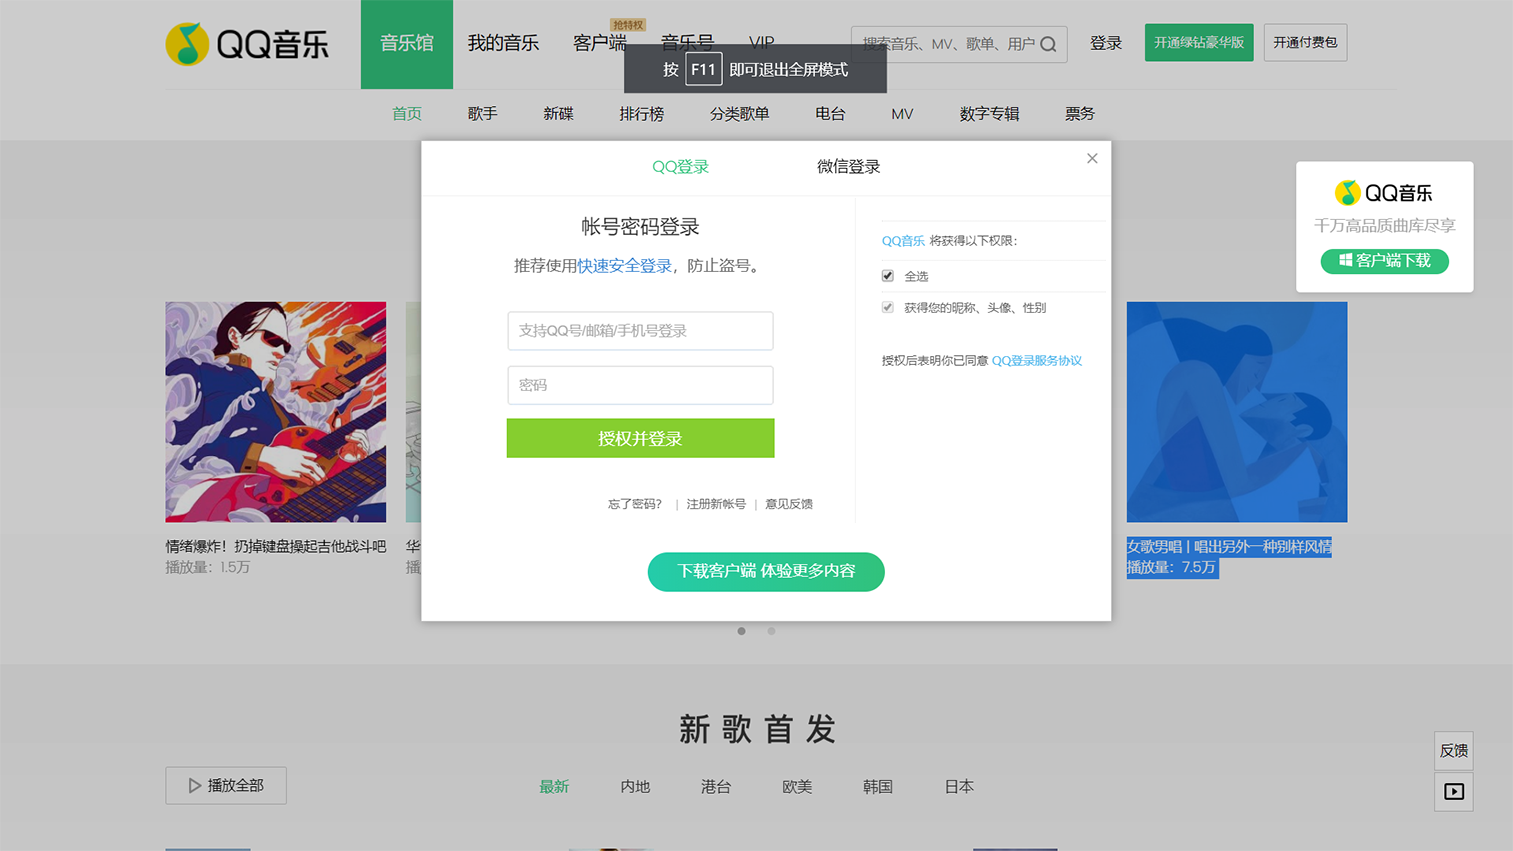 QQ音乐
音乐馆
我的音乐
客户端
抢特权
音乐号
VIP
搜索音乐、MV、歌单、用户
登录
开通绿钻豪华版
开通付费包
按 F11 即可退出全屏模式
首页
歌手
新碟
排行榜
分类歌单
电台
MV
数字专辑
票务
QQ登录
微信登录
帐号密码登录
推荐使用快速安全登录，防止盗号。
支持QQ号/邮箱/手机号登录
密码
授权并登录
忘了密码？ | 注册新帐号 | 意见反馈
QQ音乐 将获得以下权限：
全选
获得您的昵称、头像、性别
授权后表明你已同意 QQ登录服务协议
下载客户端 体验更多内容
QQ音乐
千万高品质曲库尽享
客户端下载
情绪爆炸！扔掉键盘操起吉他战斗吧
播放量：1.5万
华
播
女歌男唱 | 唱出另外一种别样风情
播放量：7.5万
新歌首发
播放全部
最新
内地
港台
欧美
韩国
日本
反馈